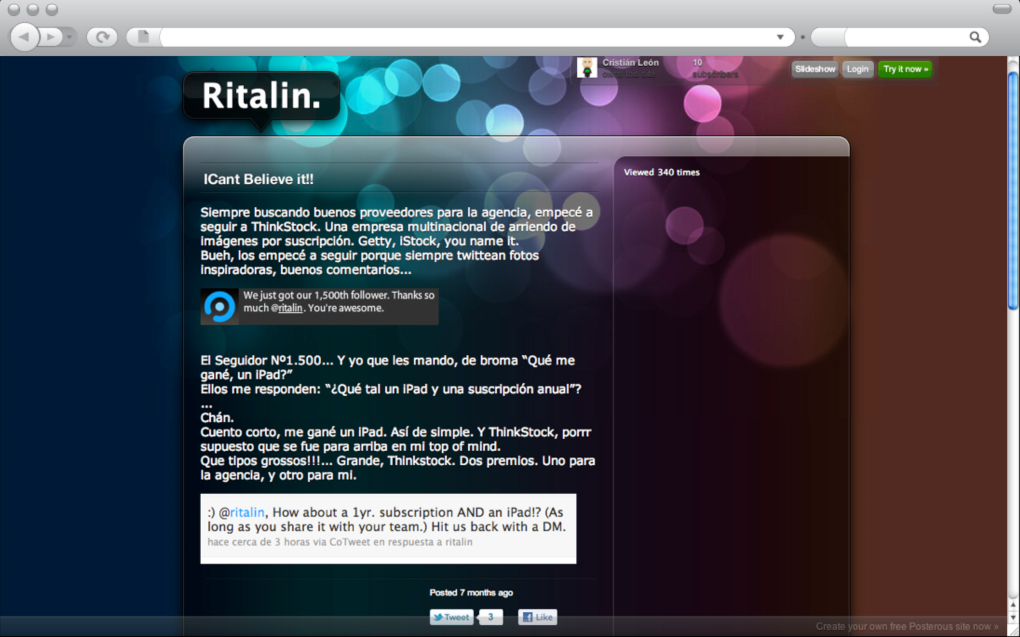 Cristián León
10
subscribers
Slideshow
Login
Try it now »
Ritalin.
ICant Believe it!!
Viewed 340 times
Siempre buscando buenos proveedores para la agencia, empecé a
seguir a ThinkStock. Una empresa multinacional de arriendo de
imágenes por suscripción. Getty, iStock, you name it.
Bueh, los empecé a seguir porque siempre twittean fotos
inspiradoras, buenos comentarios...
We just got our 1,500th follower. Thanks so
much @ritalin. You're awesome.
El Seguidor Nº1.500... Y yo que les mando, de broma “Qué me
gané, un iPad?”
Ellos me responden: “¿Qué tal un iPad y una suscripción anual”?
...
Chán.
Cuento corto, me gané un iPad. Así de simple. Y ThinkStock, porrr
supuesto que se fue para arriba en mi top of mind.
Que tipos grossos!!!... Grande, Thinkstock. Dos premios. Uno para
la agencia, y otro para mi.
:) @ritalin, How about a 1yr. subscription AND an iPad!? (As
long as you share it with your team.) Hit us back with a DM.
hace cerca de 3 horas via CoTweet en respuesta a ritalin
Posted 7 months ago
Tweet
3
Like
Create your own free Posterous site now »